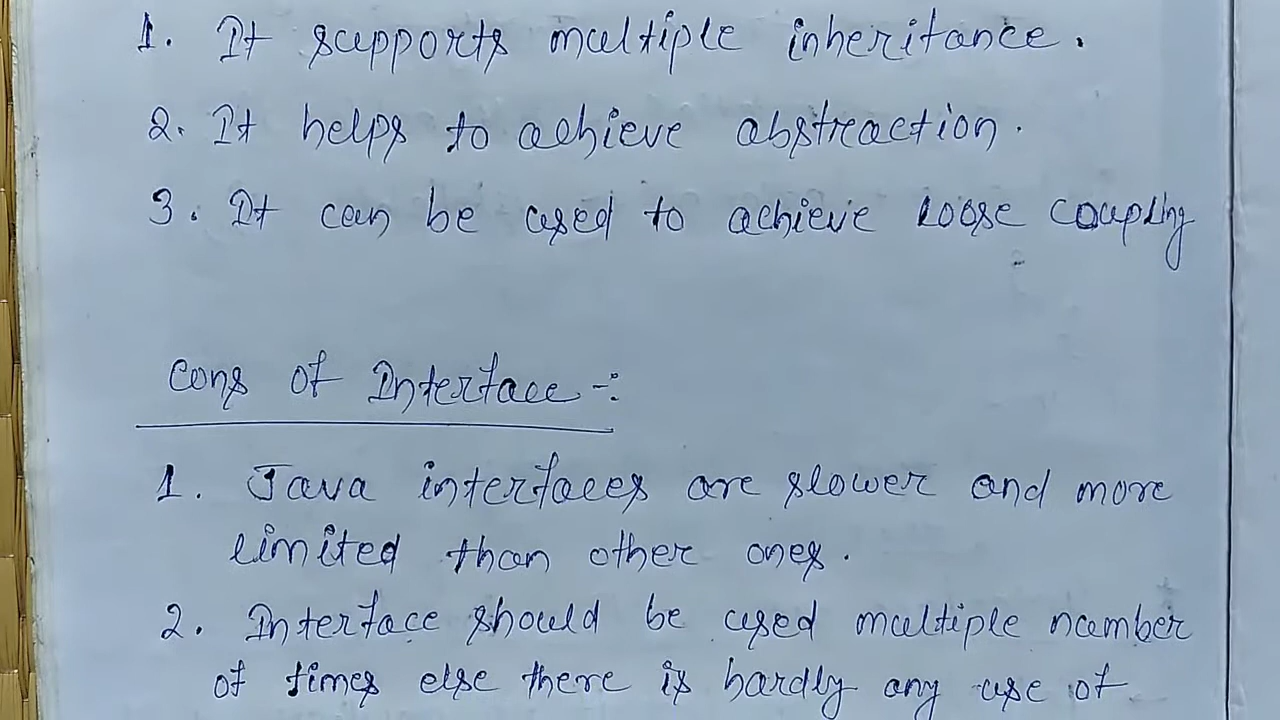 1. It supports multiple inheritance.
2. It helps to achieve abstraction.
3. It can be used to achieve loose coupling
Cons of Interface -:
1. Java interfaces are slower and more
limited than other ones.
2. Interface should be used multiple number
of times else there is hardly any use of